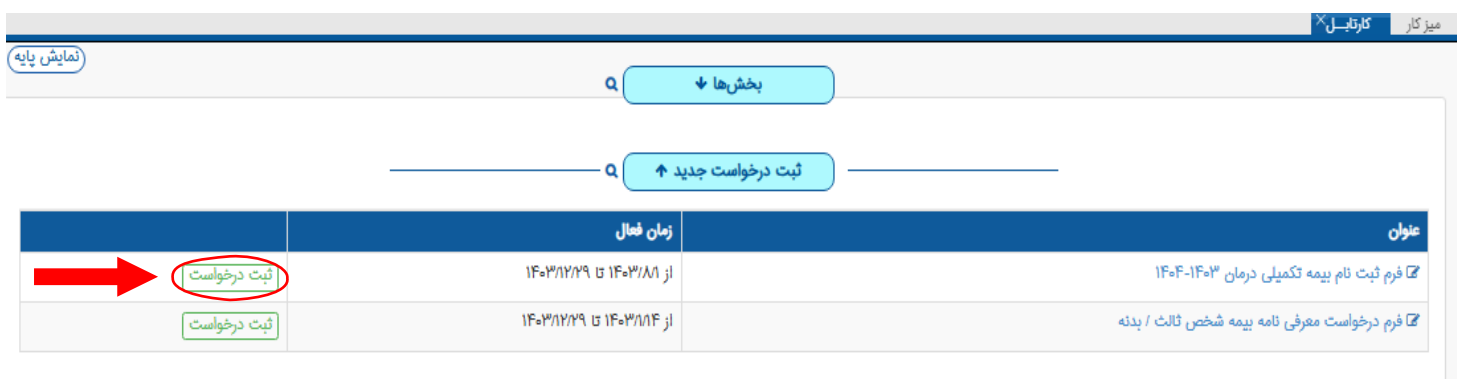 میز کار
کارتابـل
نمایش پایه
بخش‌ها
ثبت درخواست جدید
عنوان زمان فعال
فرم ثبت نام بیمه تکمیلی درمان ۱۴۰۳-۱۴۰۴ از ۱۴۰۳/۸/۱ تا ۱۴۰۳/۱۲/۲۹ ثبت درخواست
فرم درخواست معرفی نامه بیمه شخص ثالث / بدنه از ۱۴۰۳/۱/۱۴ تا ۱۴۰۳/۱۲/۲۹ ثبت درخواست